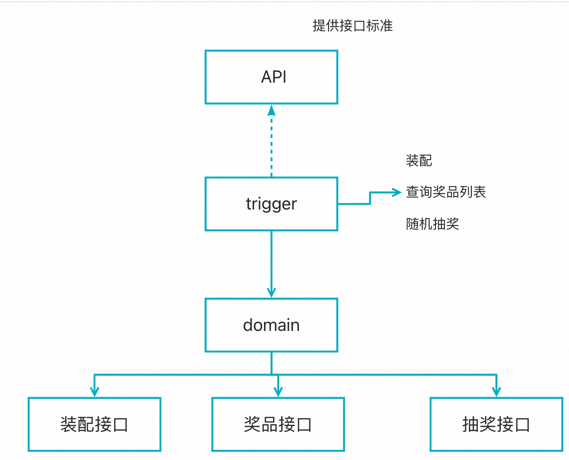 提供接口标准
API
装配
查询奖品列表
trigger
随机抽奖
domain
装配接口
奖品接口
抽奖接口